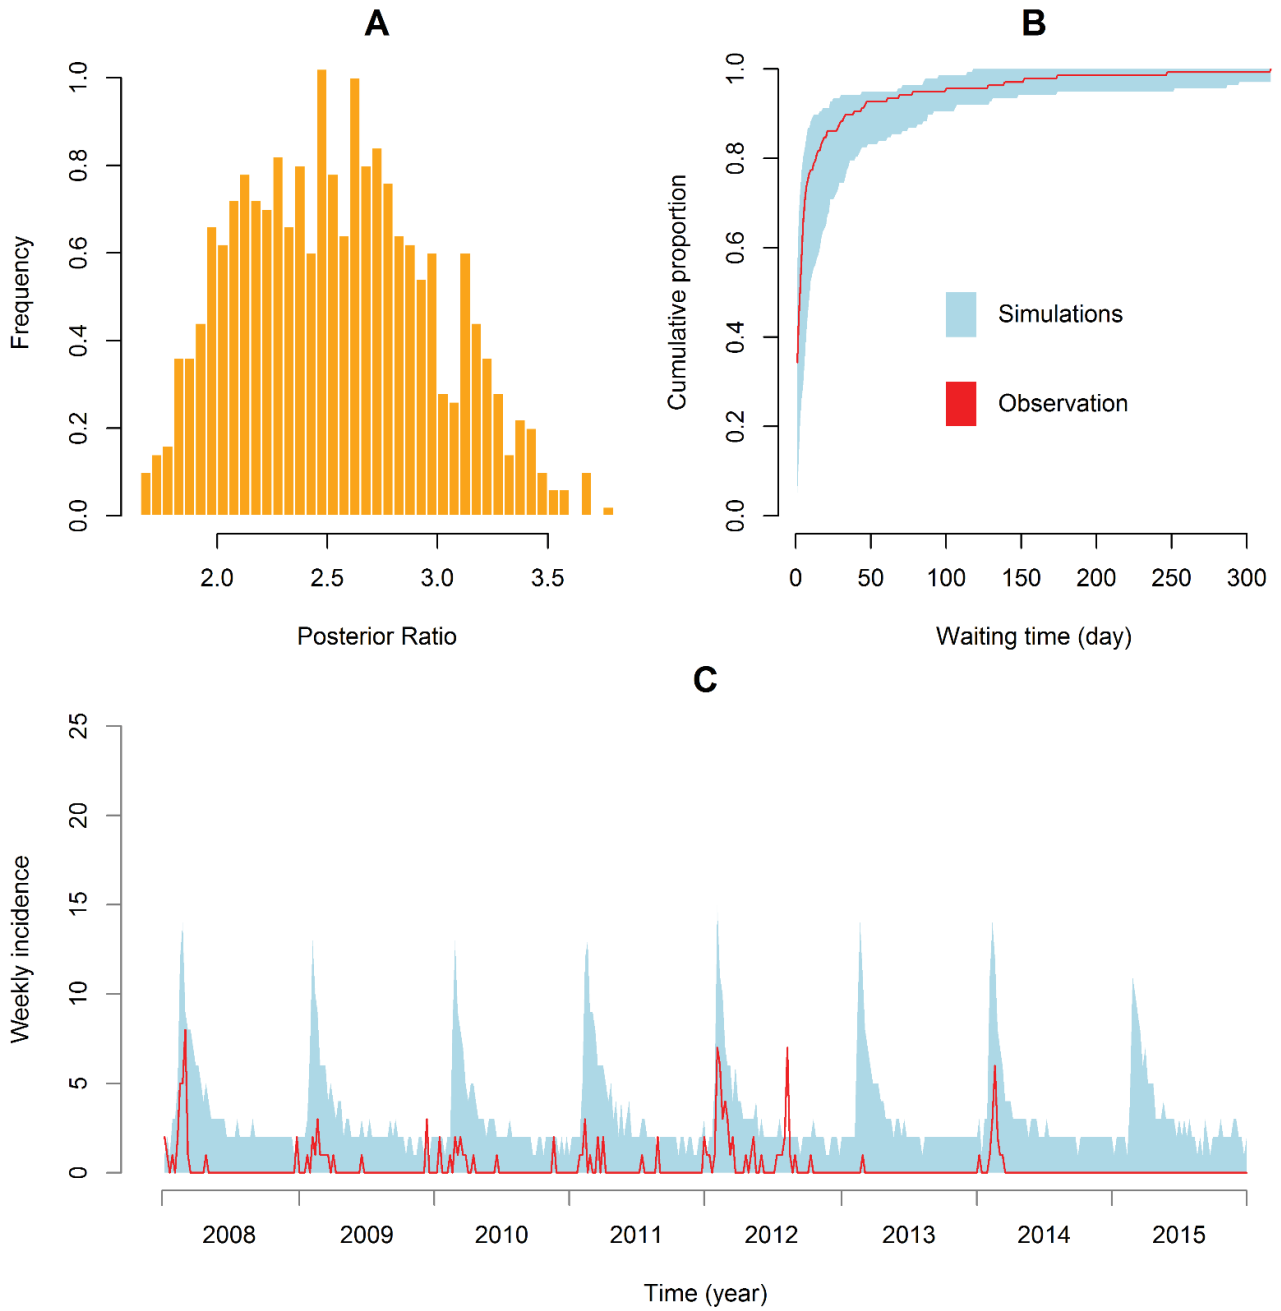 A
B
Frequency
0.0 0.2 0.4 0.6 0.8 1.0
2.0 2.5 3.0 3.5
Posterior Ratio
Cumulative proportion
0.0 0.2 0.4 0.6 0.8 1.0
Simulations
Observation
0 50 100 150 200 250 300
Waiting time (day)
C
Weekly incidence
0 5 10 15 20 25
2008 2009 2010 2011 2012 2013 2014 2015
Time (year)